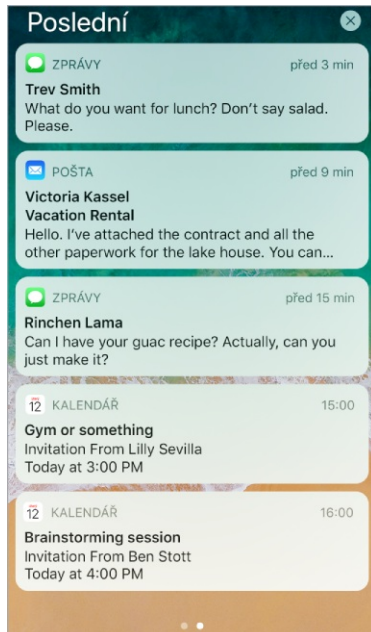 Poslední
ZPRÁVY před 3 min
Trev Smith
What do you want for lunch? Don't say salad.
Please.
POŠTA před 9 min
Victoria Kassel
Vacation Rental
Hello. I've attached the contract and all the
other paperwork for the lake house. You can...
ZPRÁVY před 15 min
Rinchen Lama
Can I have your guac recipe? Actually, can you
just make it?
12 KALENDÁŘ 15:00
Gym or something
Invitation From Lilly Sevilla
Today at 3:00 PM
12 KALENDÁŘ 16:00
Brainstorming session
Invitation From Ben Stott
Today at 4:00 PM